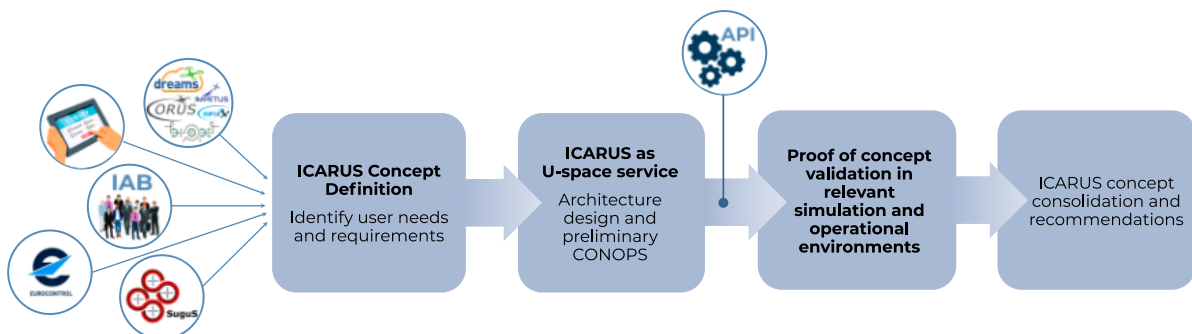 API
dreams
IMPETUS
CORUS
IAB
EUROCONTROL
SuguS
ICARUS Concept
Definition
Identify user needs
and requirements
ICARUS as
U-space service
Architecture
design and
preliminary
CONOPS
Proof of concept
validation in
relevant
simulation and
operational
environments
ICARUS concept
consolidation and
recommendations